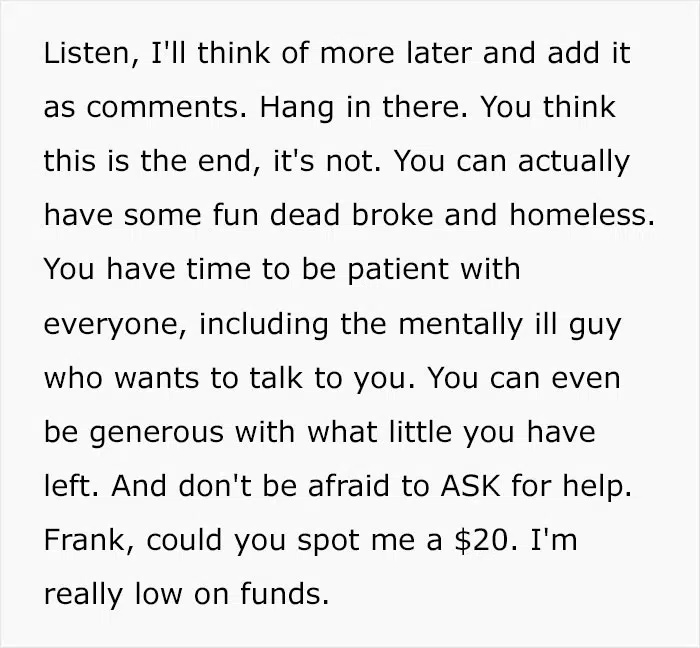 Listen, I'll think of more later and add it
as comments. Hang in there. You think
this is the end, it's not. You can actually
have some fun dead broke and homeless.
You have time to be patient with
everyone, including the mentally ill guy
who wants to talk to you. You can even
be generous with what little you have
left. And don't be afraid to ASK for help.
Frank, could you spot me a $20. I'm
really low on funds.